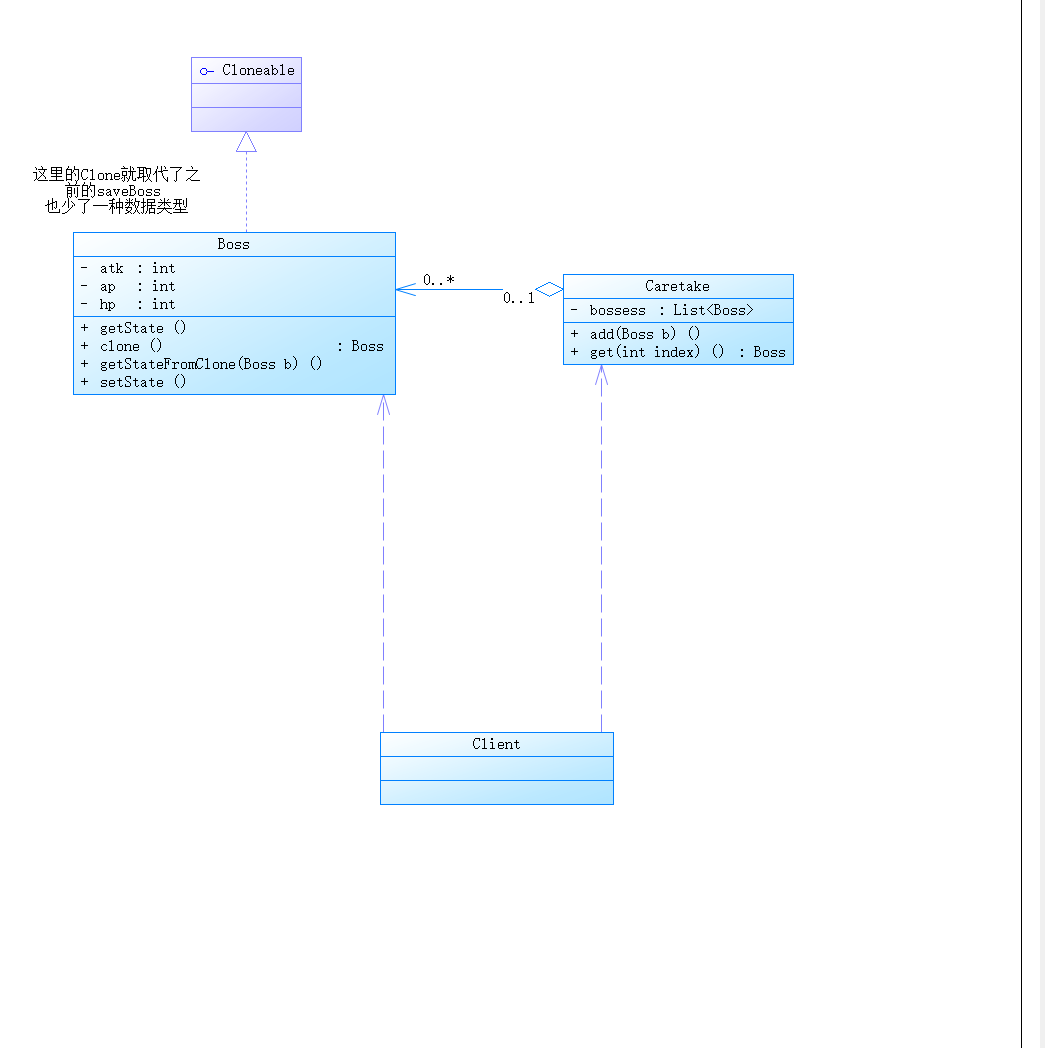 Cloneable
这里的Clone就取代了之
前的saveBoss
也少了一种数据类型
Boss
- atk : int
- ap : int
- hp : int
+ getState ()
+ clone () : Boss
+ getStateFromClone(Boss b) ()
+ setState ()
0..*
0..1
Caretake
- bossess : List<Boss>
+ add(Boss b) ()
+ get(int index) () : Boss
Client